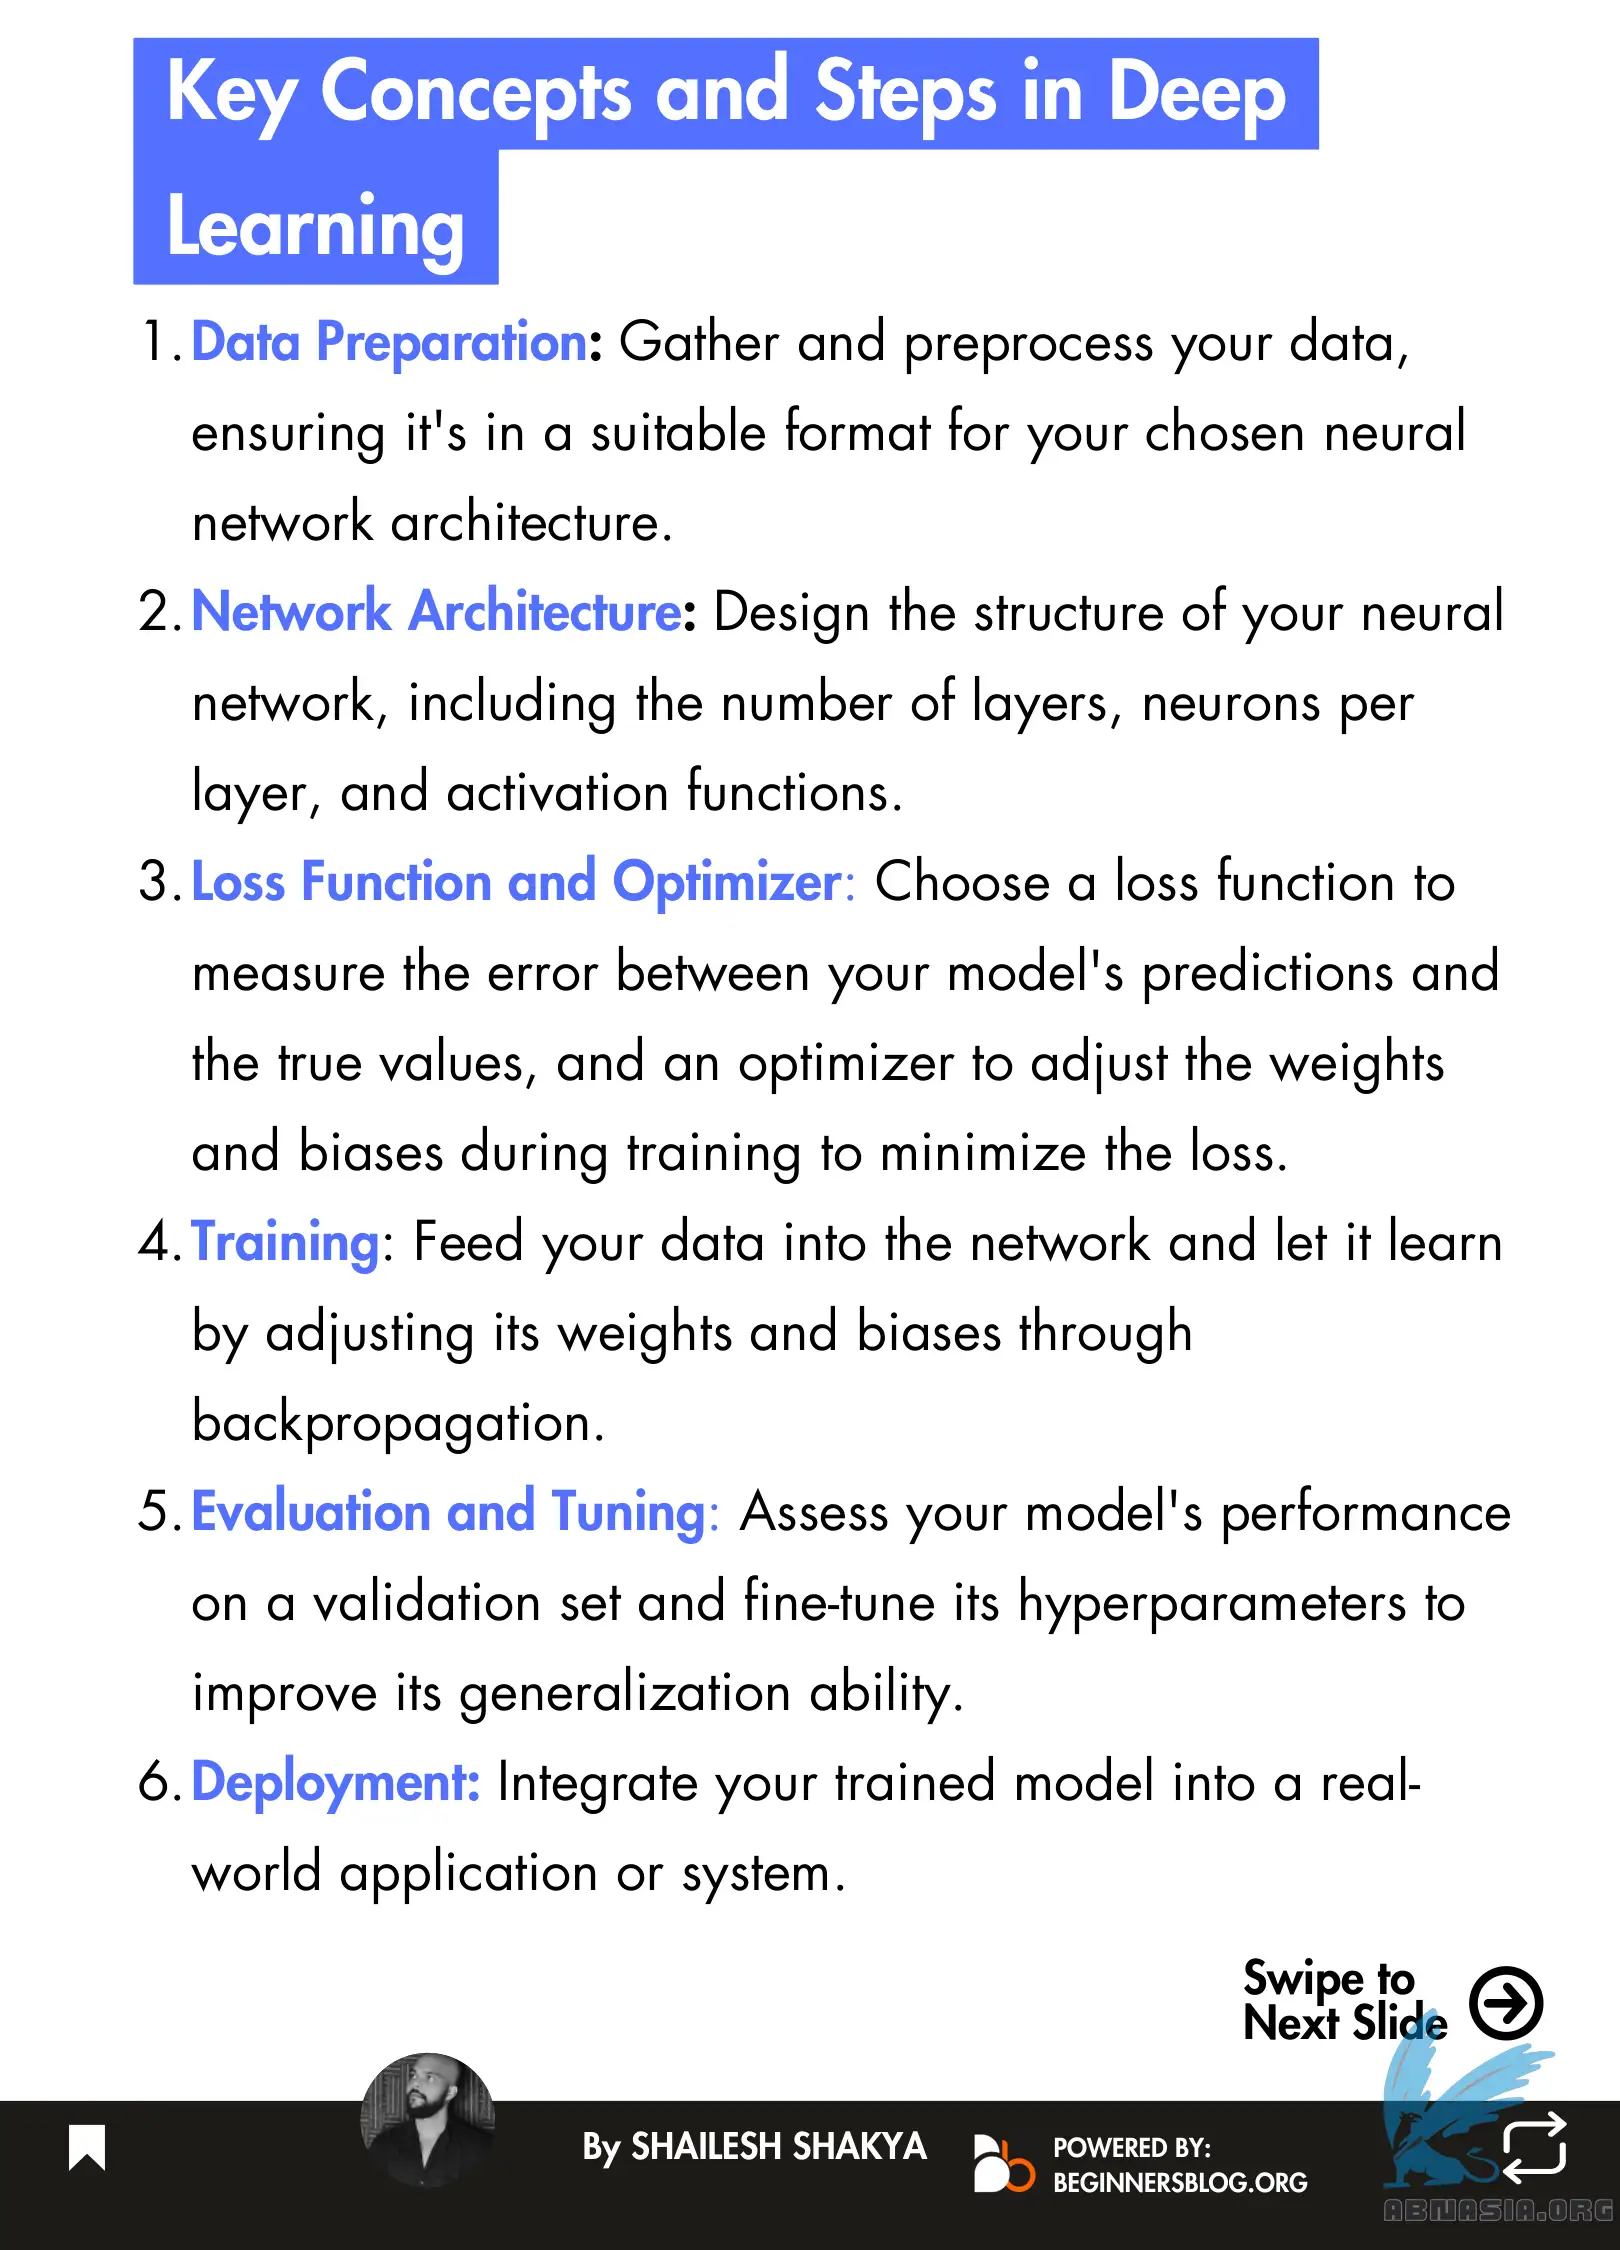 Key Concepts and Steps in Deep
Learning
1. Data Preparation: Gather and preprocess your data,
ensuring it's in a suitable format for your chosen neural
network architecture.
2. Network Architecture: Design the structure of your neural
network, including the number of layers, neurons per
layer, and activation functions.
3. Loss Function and Optimizer: Choose a loss function to
measure the error between your model's predictions and
the true values, and an optimizer to adjust the weights
and biases during training to minimize the loss.
4. Training: Feed your data into the network and let it learn
by adjusting its weights and biases through
backpropagation.
5. Evaluation and Tuning: Assess your model's performance
on a validation set and fine-tune its hyperparameters to
improve its generalization ability.
6. Deployment: Integrate your trained model into a real-
world application or system.
Swipe to
Next Slide
By SHAILESH SHAKYA
POWERED BY:
BEGINNERSBLOG.ORG
ABNASIA.ORG